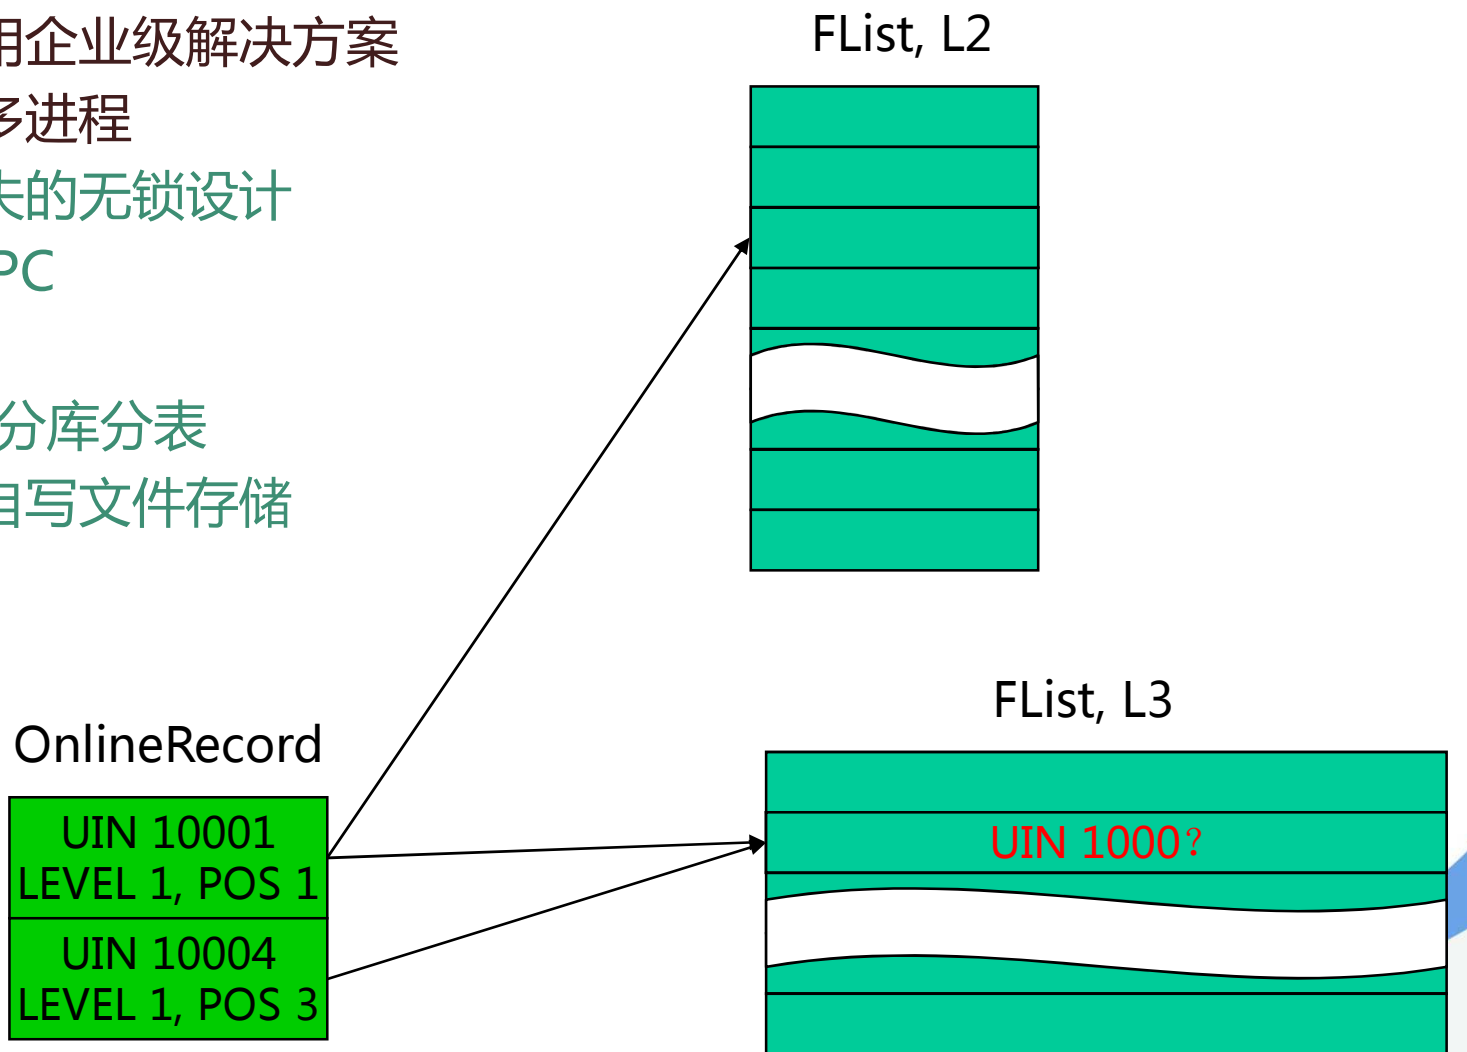 用企业级解决方案
多进程
的无锁设计
PC
分库分表
自写文件存储
FList, L2
FList, L3
UIN 1000？
OnlineRecord
UIN 10001
LEVEL 1, POS 1
UIN 10004
LEVEL 1, POS 3